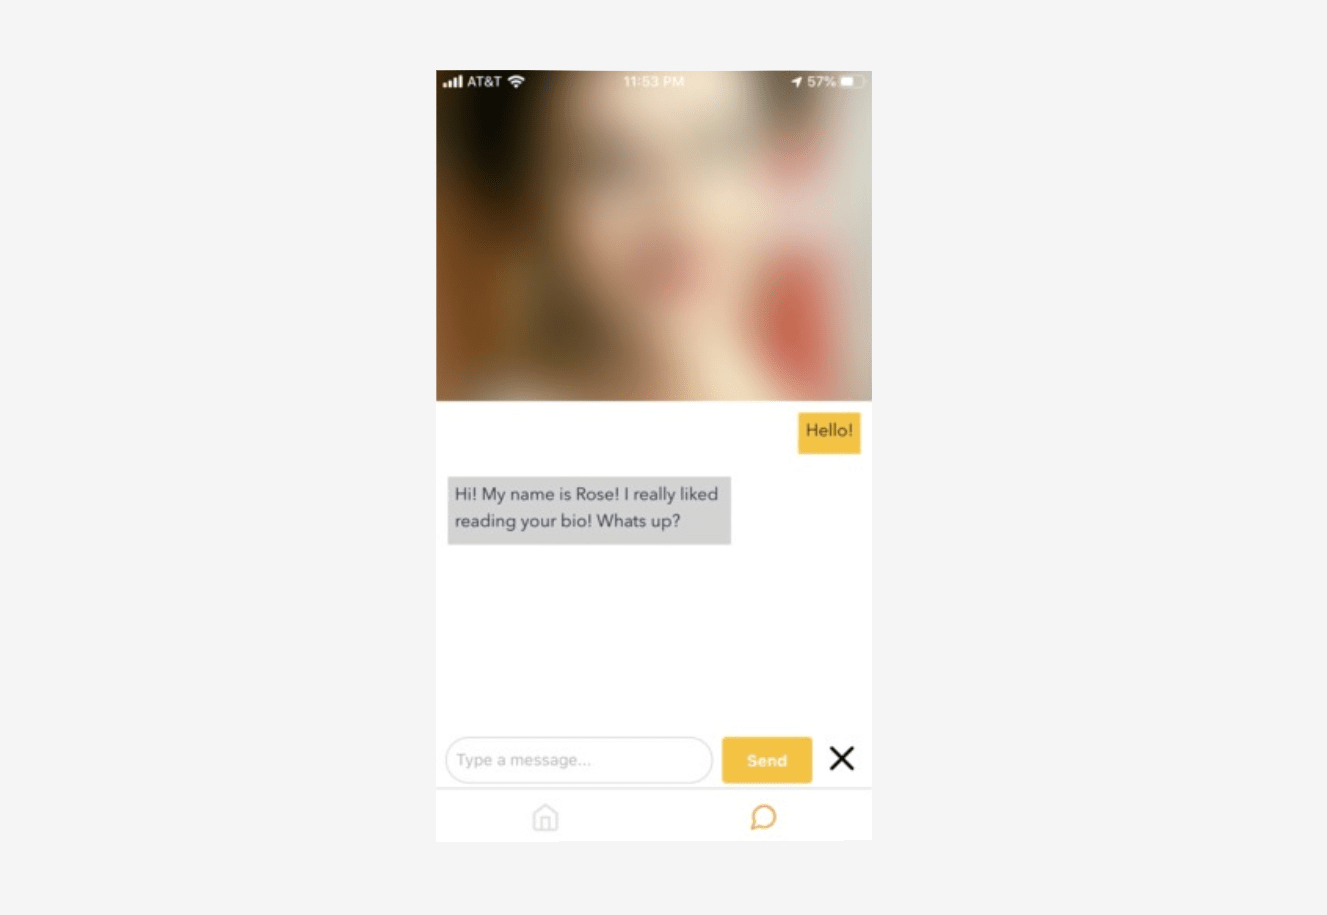 AT&T 11:53 PM 57%
Hello!
Hi! My name is Rose! I really liked
reading your bio! Whats up?
Type a message...
Send